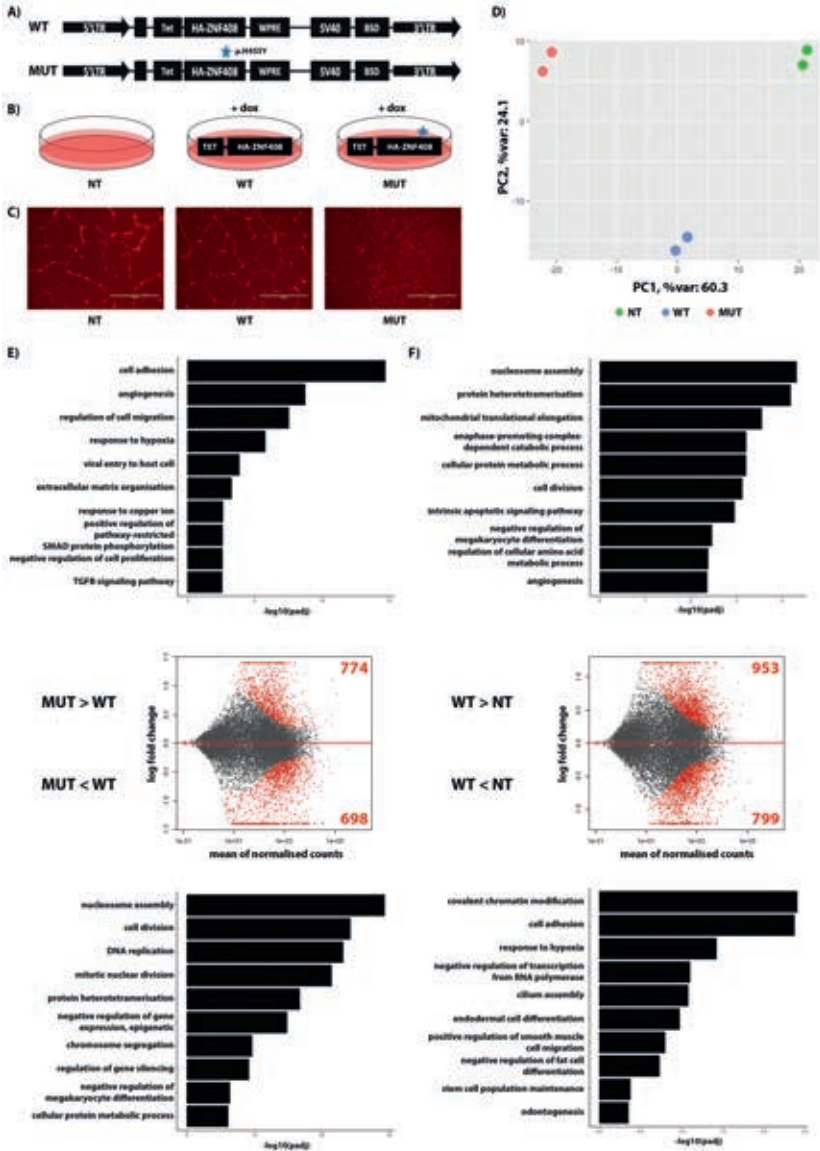 A)
WT
5'LTR Tet HA-ZNF408 WPRE SV40 BSD 3'LTR
p.H455Y
MUT
5'LTR Tet HA-ZNF408 WPRE SV40 BSD 3'LTR
B)
+ dox
+ dox
TET HA-ZNF408
TET HA-ZNF408
NT
WT
MUT
C)
NT
WT
MUT
D)
PC2, %var: 24.1
10
0
-10
-20
0
10
20
PC1, %var: 60.3
NT WT MUT
E)
cell adhesion
angiogenesis
regulation of cell migration
response to hypoxia
viral entry to host cell
extracellular matrix organisation
response to copper ion
positive regulation of
pathway-restricted
SMAD protein phosphorylation
negative regulation of cell proliferation
TGFB signaling pathway
-log10(padj)
F)
nucleosome assembly
protein heterotetramerisation
mitochondrial translational elongation
anaphase-promoting complex-
dependent catabolic process
cellular protein metabolic process
cell division
intrinsic apoptotic signaling pathway
negative regulation of
megakaryocyte differentiation
regulation of cellular amino acid
metabolic process
angiogenesis
-log10(padj)
MUT > WT
MUT < WT
log fold change
774
698
mean of normalised counts
WT > NT
WT < NT
log fold change
953
799
mean of normalised counts
nucleosome assembly
cell division
DNA replication
mitotic nuclear division
protein heterotetramerisation
negative regulation of gene
expression, epigenetic
chromosome segregation
regulation of gene silencing
negative regulation of
megakaryocyte differentiation
cellular protein metabolic process
-log10(padj)
covalent chromatin modification
cell adhesion
response to hypoxia
negative regulation of transcription
from RNA polymerase
cilium assembly
endodermal cell differentiation
positive regulation of smooth muscle
cell migration
negative regulation of fat cell
differentiation
stem cell population maintenance
odontogenesis
-log10(padj)